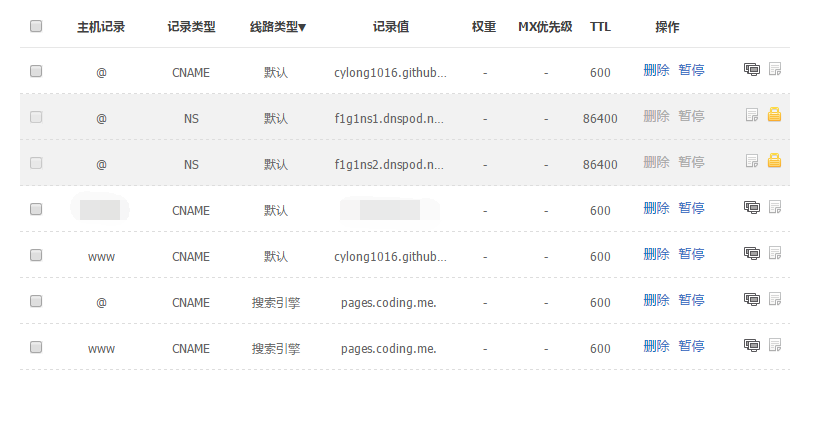 主机记录 记录类型 线路类型▾ 记录值 权重 MX优先级 TTL 操作
@ CNAME 默认 cylong1016.github... - - 600 删除 暂停
@ NS 默认 f1g1ns1.dnspod.n... - - 86400 删除 暂停
@ NS 默认 f1g1ns2.dnspod.n... - - 86400 删除 暂停
CNAME 默认 - - 600 删除 暂停
www CNAME 默认 cylong1016.github... - - 600 删除 暂停
@ CNAME 搜索引擎 pages.coding.me. - - 600 删除 暂停
www CNAME 搜索引擎 pages.coding.me. - - 600 删除 暂停